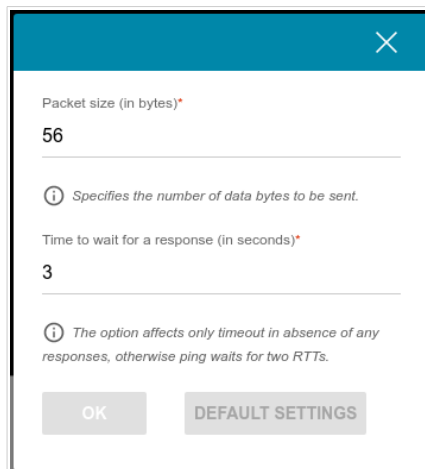 Packet size (in bytes)*
56
Specifies the number of data bytes to be sent.
Time to wait for a response (in seconds)*
3
The option affects only timeout in absence of any
responses, otherwise ping waits for two RTTs.
OK
DEFAULT SETTINGS